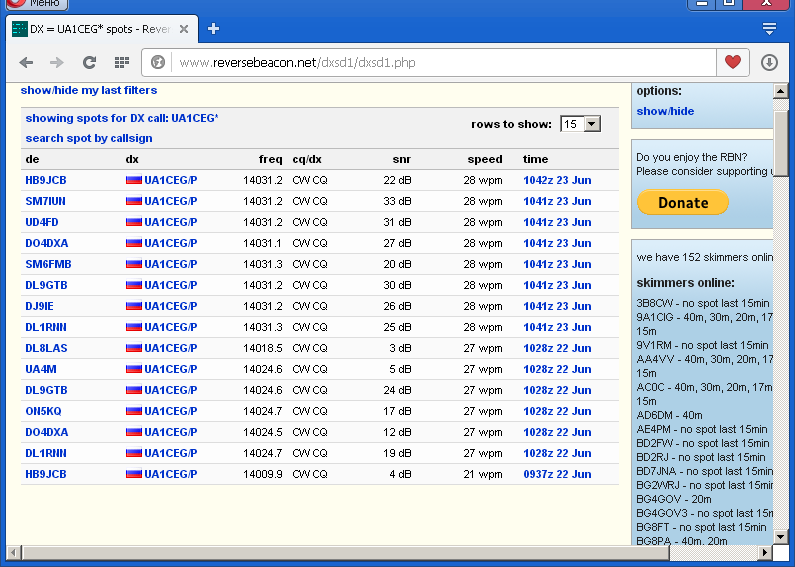 Меню
DX = UA1CEG* spots - Rever
www.reversebeacon.net/dxsd1/dxsd1.php
show/hide my last filters
showing spots for DX call: UA1CEG*
search spot by callsign
rows to show: 15
de dx freq cq/dx snr speed time
HB9JCB UA1CEG/P 14031.2 CW CQ 22 dB 28 wpm 1042z 23 Jun
SM7IUN UA1CEG/P 14031.2 CW CQ 33 dB 28 wpm 1041z 23 Jun
UD4FD UA1CEG/P 14031.2 CW CQ 31 dB 28 wpm 1041z 23 Jun
DO4DXA UA1CEG/P 14031.1 CW CQ 27 dB 28 wpm 1041z 23 Jun
SM6FMB UA1CEG/P 14031.3 CW CQ 20 dB 28 wpm 1041z 23 Jun
DL9GTB UA1CEG/P 14031.2 CW CQ 30 dB 28 wpm 1041z 23 Jun
DJ9IE UA1CEG/P 14031.2 CW CQ 26 dB 28 wpm 1041z 23 Jun
DL1RNN UA1CEG/P 14031.3 CW CQ 25 dB 28 wpm 1041z 23 Jun
DL8LAS UA1CEG/P 14018.5 CW CQ 3 dB 27 wpm 1028z 22 Jun
UA4M UA1CEG/P 14024.6 CW CQ 5 dB 27 wpm 1028z 22 Jun
DL9GTB UA1CEG/P 14024.6 CW CQ 24 dB 27 wpm 1028z 22 Jun
ON5KQ UA1CEG/P 14024.7 CW CQ 17 dB 27 wpm 1028z 22 Jun
DO4DXA UA1CEG/P 14024.5 CW CQ 12 dB 27 wpm 1028z 22 Jun
DL1RNN UA1CEG/P 14024.7 CW CQ 19 dB 27 wpm 1028z 22 Jun
HB9JCB UA1CEG/P 14009.9 CW CQ 4 dB 21 wpm 0937z 22 Jun
options:
show/hide
Do you enjoy the RBN?
Please consider supporting u
Donate
we have 152 skimmers onlin
skimmers online:
3B8CW - no spot last 15min
9A1CIG - 40m, 30m, 20m, 17m
15m
9V1RM - no spot last 15min
AA4VV - 40m, 30m, 20m, 17
15m
AC0C - 40m, 30m, 20m, 17m
15m
AD6DM - 40m
AE4PM - no spot last 15min
BD2FW - no spot last 15min
BD2RJ - no spot last 15min
BD7JNA - no spot last 15min
BG2WRJ - no spot last 15min
BG4GOV - 20m
BG4GOV3 - no spot last 15min
BG8FT - no spot last 15min
BG8PA - 40m, 20m